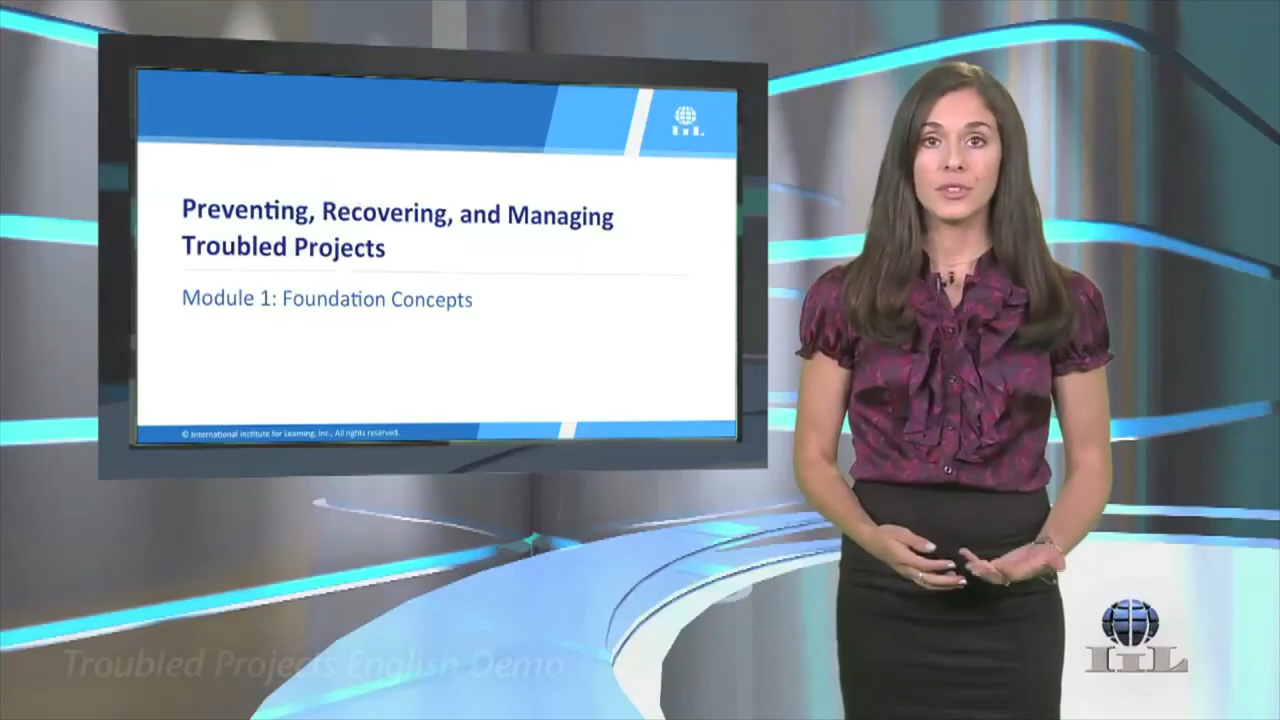 IIL
Preventing, Recovering, and Managing
Troubled Projects
Module 1: Foundation Concepts
© International Institute for Learning, Inc., All rights reserved.
Troubled Projects English Demo
IIL